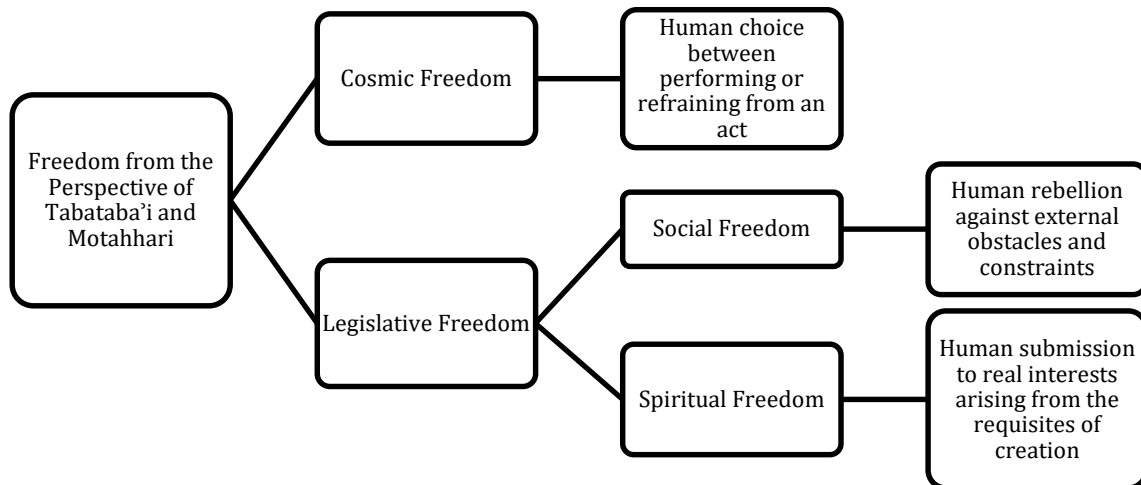 Freedom from the
Perspective of
Tabataba’i and
Motahhari
Cosmic Freedom
Human choice
between
performing or
refraining from an
act
Legislative Freedom
Social Freedom
Human rebellion
against external
obstacles and
constraints
Spiritual Freedom
Human submission
to real interests
arising from the
requisites of
creation